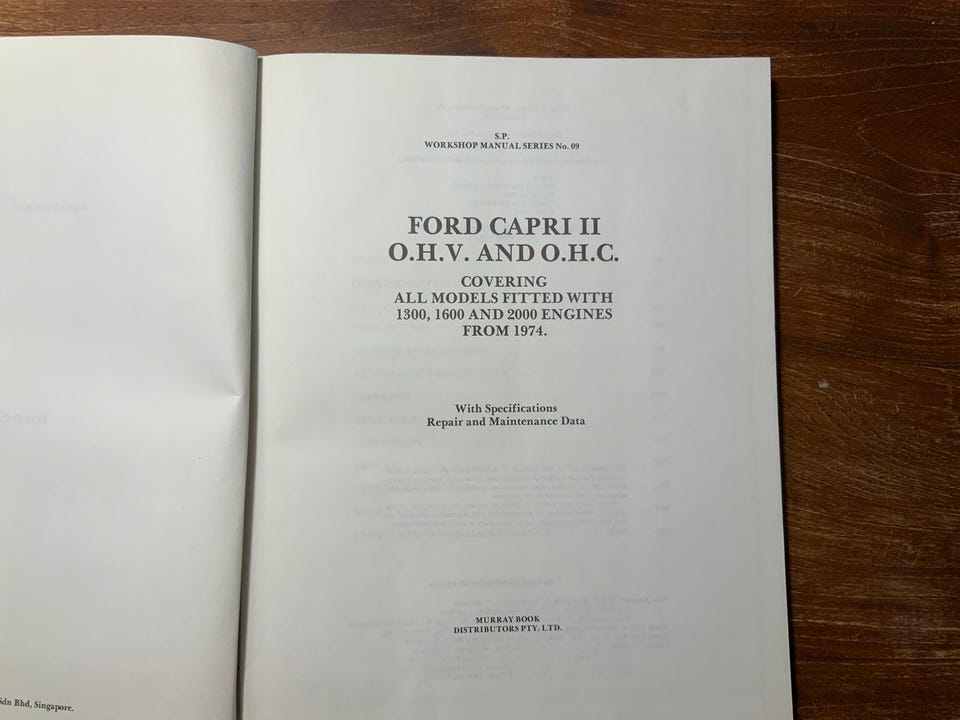 S.P.
WORKSHOP MANUAL SERIES No. 09
FORD CAPRI II
O.H.V. AND O.H.C.
COVERING
ALL MODELS FITTED WITH
1300, 1600 AND 2000 ENGINES
FROM 1974.
With Specifications
Repair and Maintenance Data
MURRAY BOOK
DISTRIBUTORS PTY. LTD.
Bhd, Singapore.